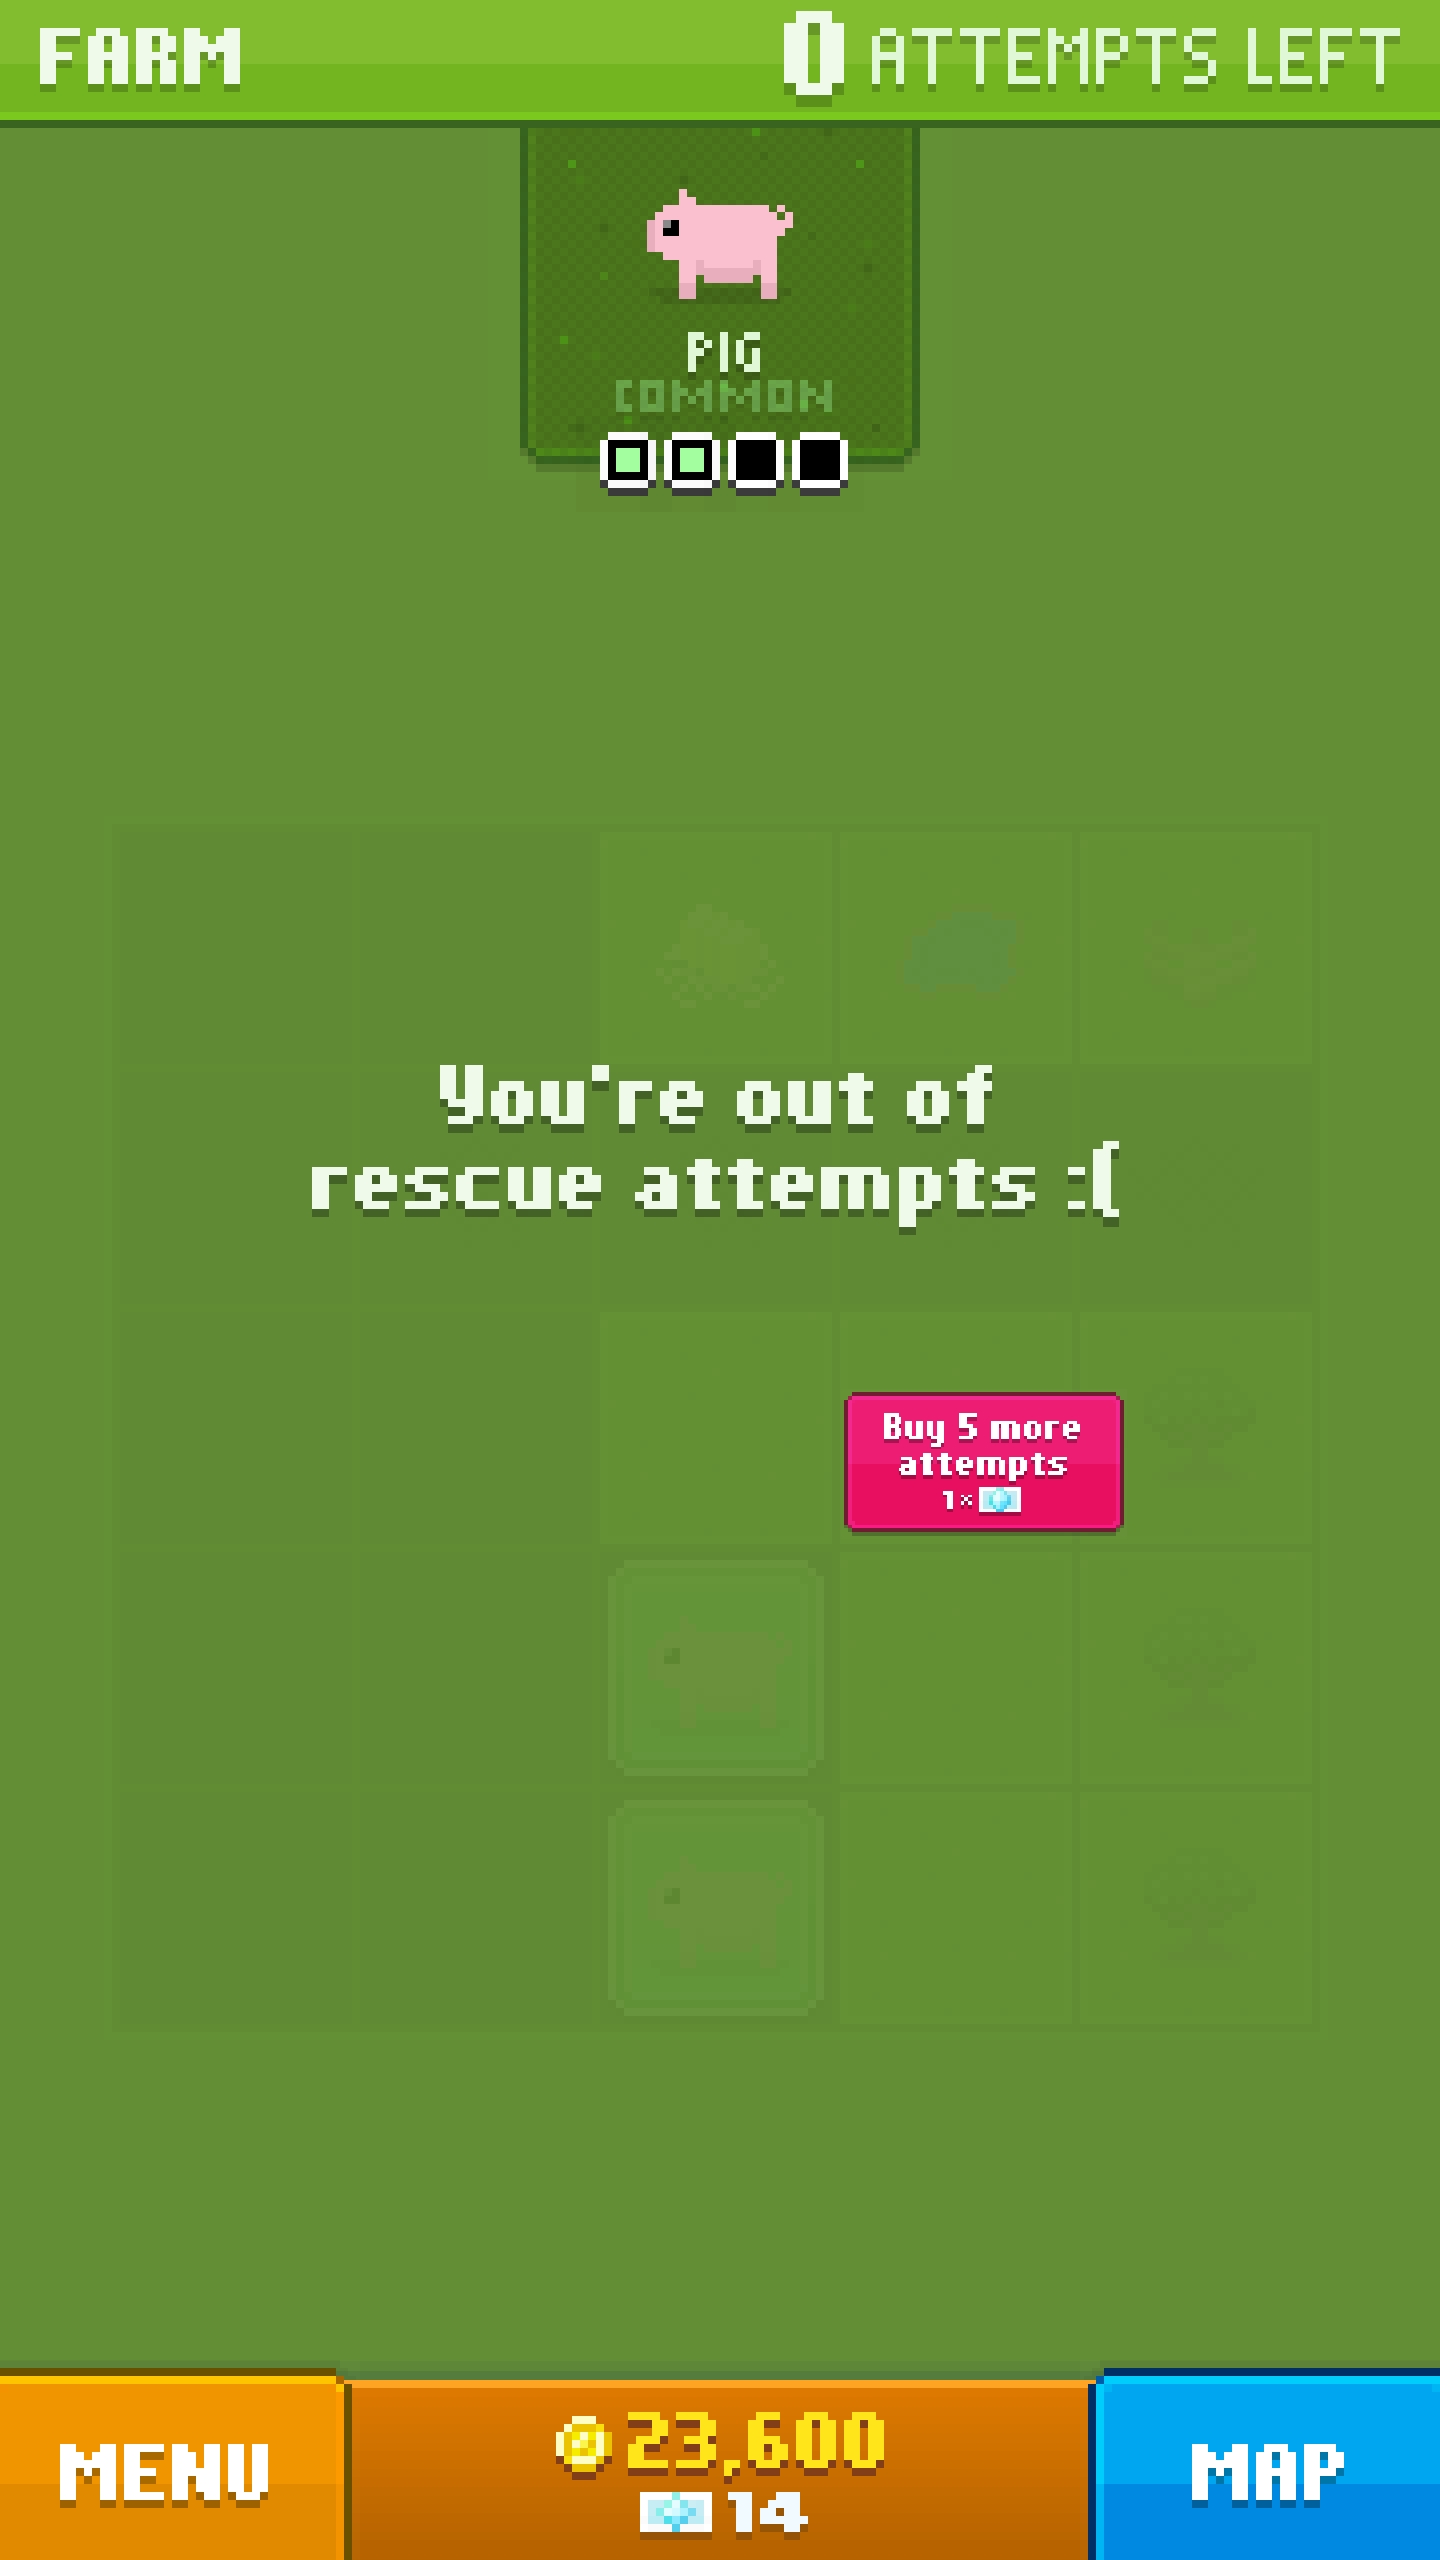 FARM
0 ATTEMPTS LEFT
PIG
COMMON
You're out of
rescue attempts :(
Buy 5 more
attempts
1×
23,600
14
MENU
MAP